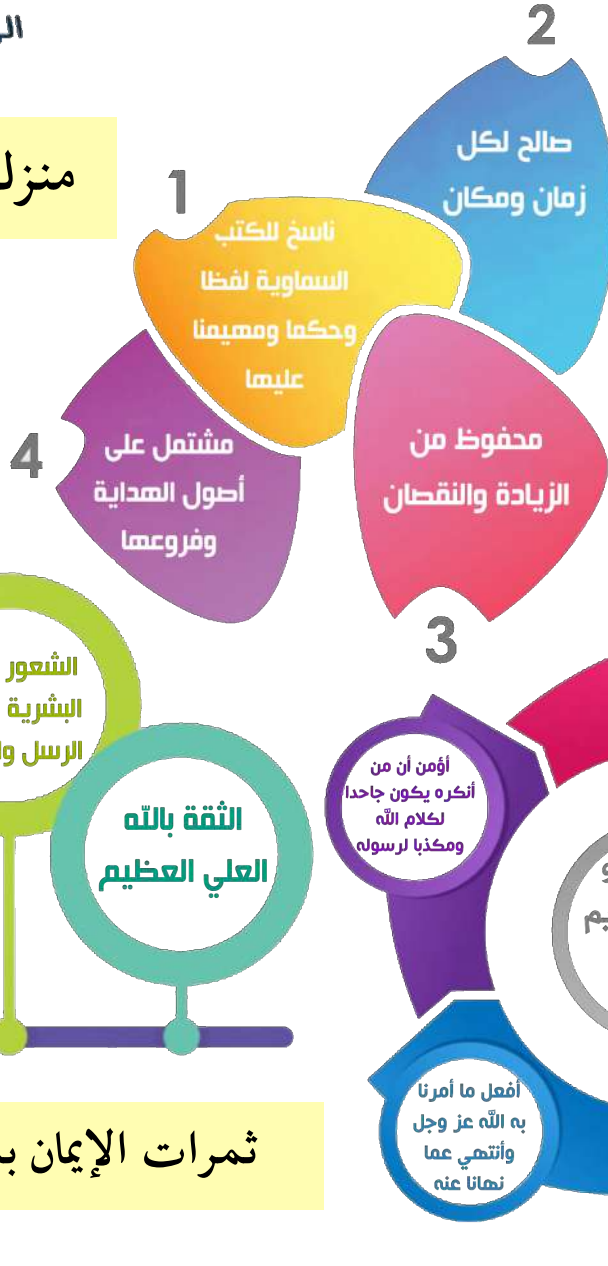 2
صالح لكل
زمان ومكان
1
ناسخ للكتب
السماوية لفظا
وحكما ومهيمنا
عليها
محفوظ من
الزيادة والنقصان
3
4
مشتمل على
أصول الهداية
وفروعها
الشعور
البشرية
الرسل
الثقة بالله
العلي العظيم
أؤمن أن من
أنكره يكون جاحدا
لكلام الله
ومكذبا لرسوله
أفعل ما أمرنا
به الله عز وجل
وأنتهي عما
نهانا عنه
ثمرات الإيمان